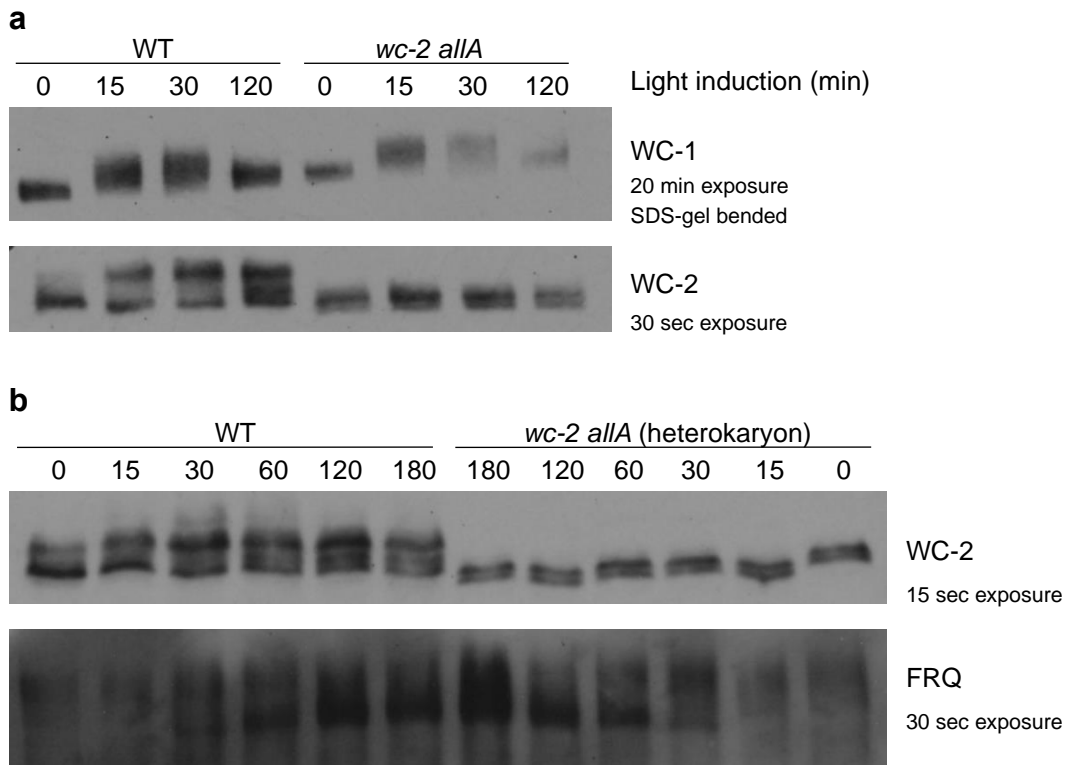 a
WT wc-2 allA
0 15 30 120 0 15 30 120 Light induction (min)
WC-1
20 min exposure
SDS-gel bended
WC-2
30 sec exposure
b
WT wc-2 allA (heterokaryon)
0 15 30 60 120 180 180 120 60 30 15 0
WC-2
15 sec exposure
FRQ
30 sec exposure